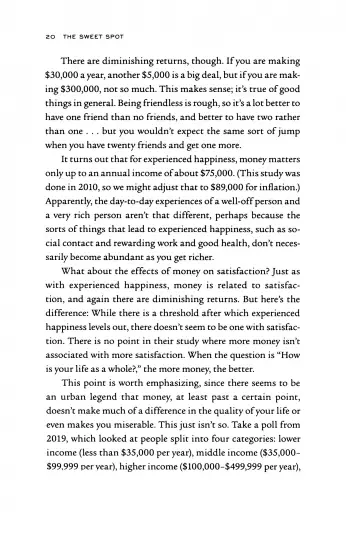 20 THE SWEET SPOT
There are diminishing returns, though. If you are making
$30,000 a year, another $5,000 is a big deal, but if you are mak-
ing $300,000, not so much. This makes sense; it's true of good
things in general. Being friendless is rough, so it's a lot better to
have one friend than no friends, and better to have two rather
than one . . . but you wouldn't expect the same sort of jump
when you have twenty friends and get one more.
It turns out that for experienced happiness, money matters
only up to an annual income of about $75,000. (This study was
done in 2010, so we might adjust that to $89,000 for inflation.)
Apparently, the day-to-day experiences of a well-off person and
a very rich person aren't that different, perhaps because the
sorts of things that lead to experienced happiness, such as so-
cial contact and rewarding work and good health, don't neces-
sarily become abundant as you get richer.
What about the effects of money on satisfaction? Just as
with experienced happiness, money is related to satisfac-
tion, and again there are diminishing returns. But here's the
difference: While there is a threshold after which experienced
happiness levels out, there doesn't seem to be one with satisfac-
tion. There is no point in their study where more money isn't
associated with more satisfaction. When the question is "How
is your life as a whole?," the more money, the better.
This point is worth emphasizing, since there seems to be
an urban legend that money, at least past a certain point,
doesn't make much of a difference in the quality of your life or
even makes you miserable. This just isn't so. Take a poll from
2019, which looked at people split into four categories: lower
income (less than $35,000 per year), middle income ($35,000–
$99,999 per year), higher income ($100,000–$499,999 per year),